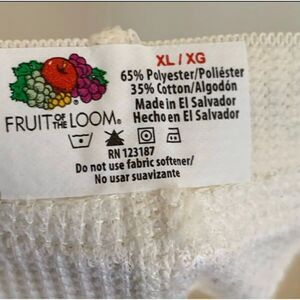 XL / XG
65% Polyester/Poliéster
35% Cotton/Algodón
Made in El Salvador
Hecho en El Salvador
FRUIT OF THE LOOM®
RN 123187
Do not use fabric softener/
No usar suavizante